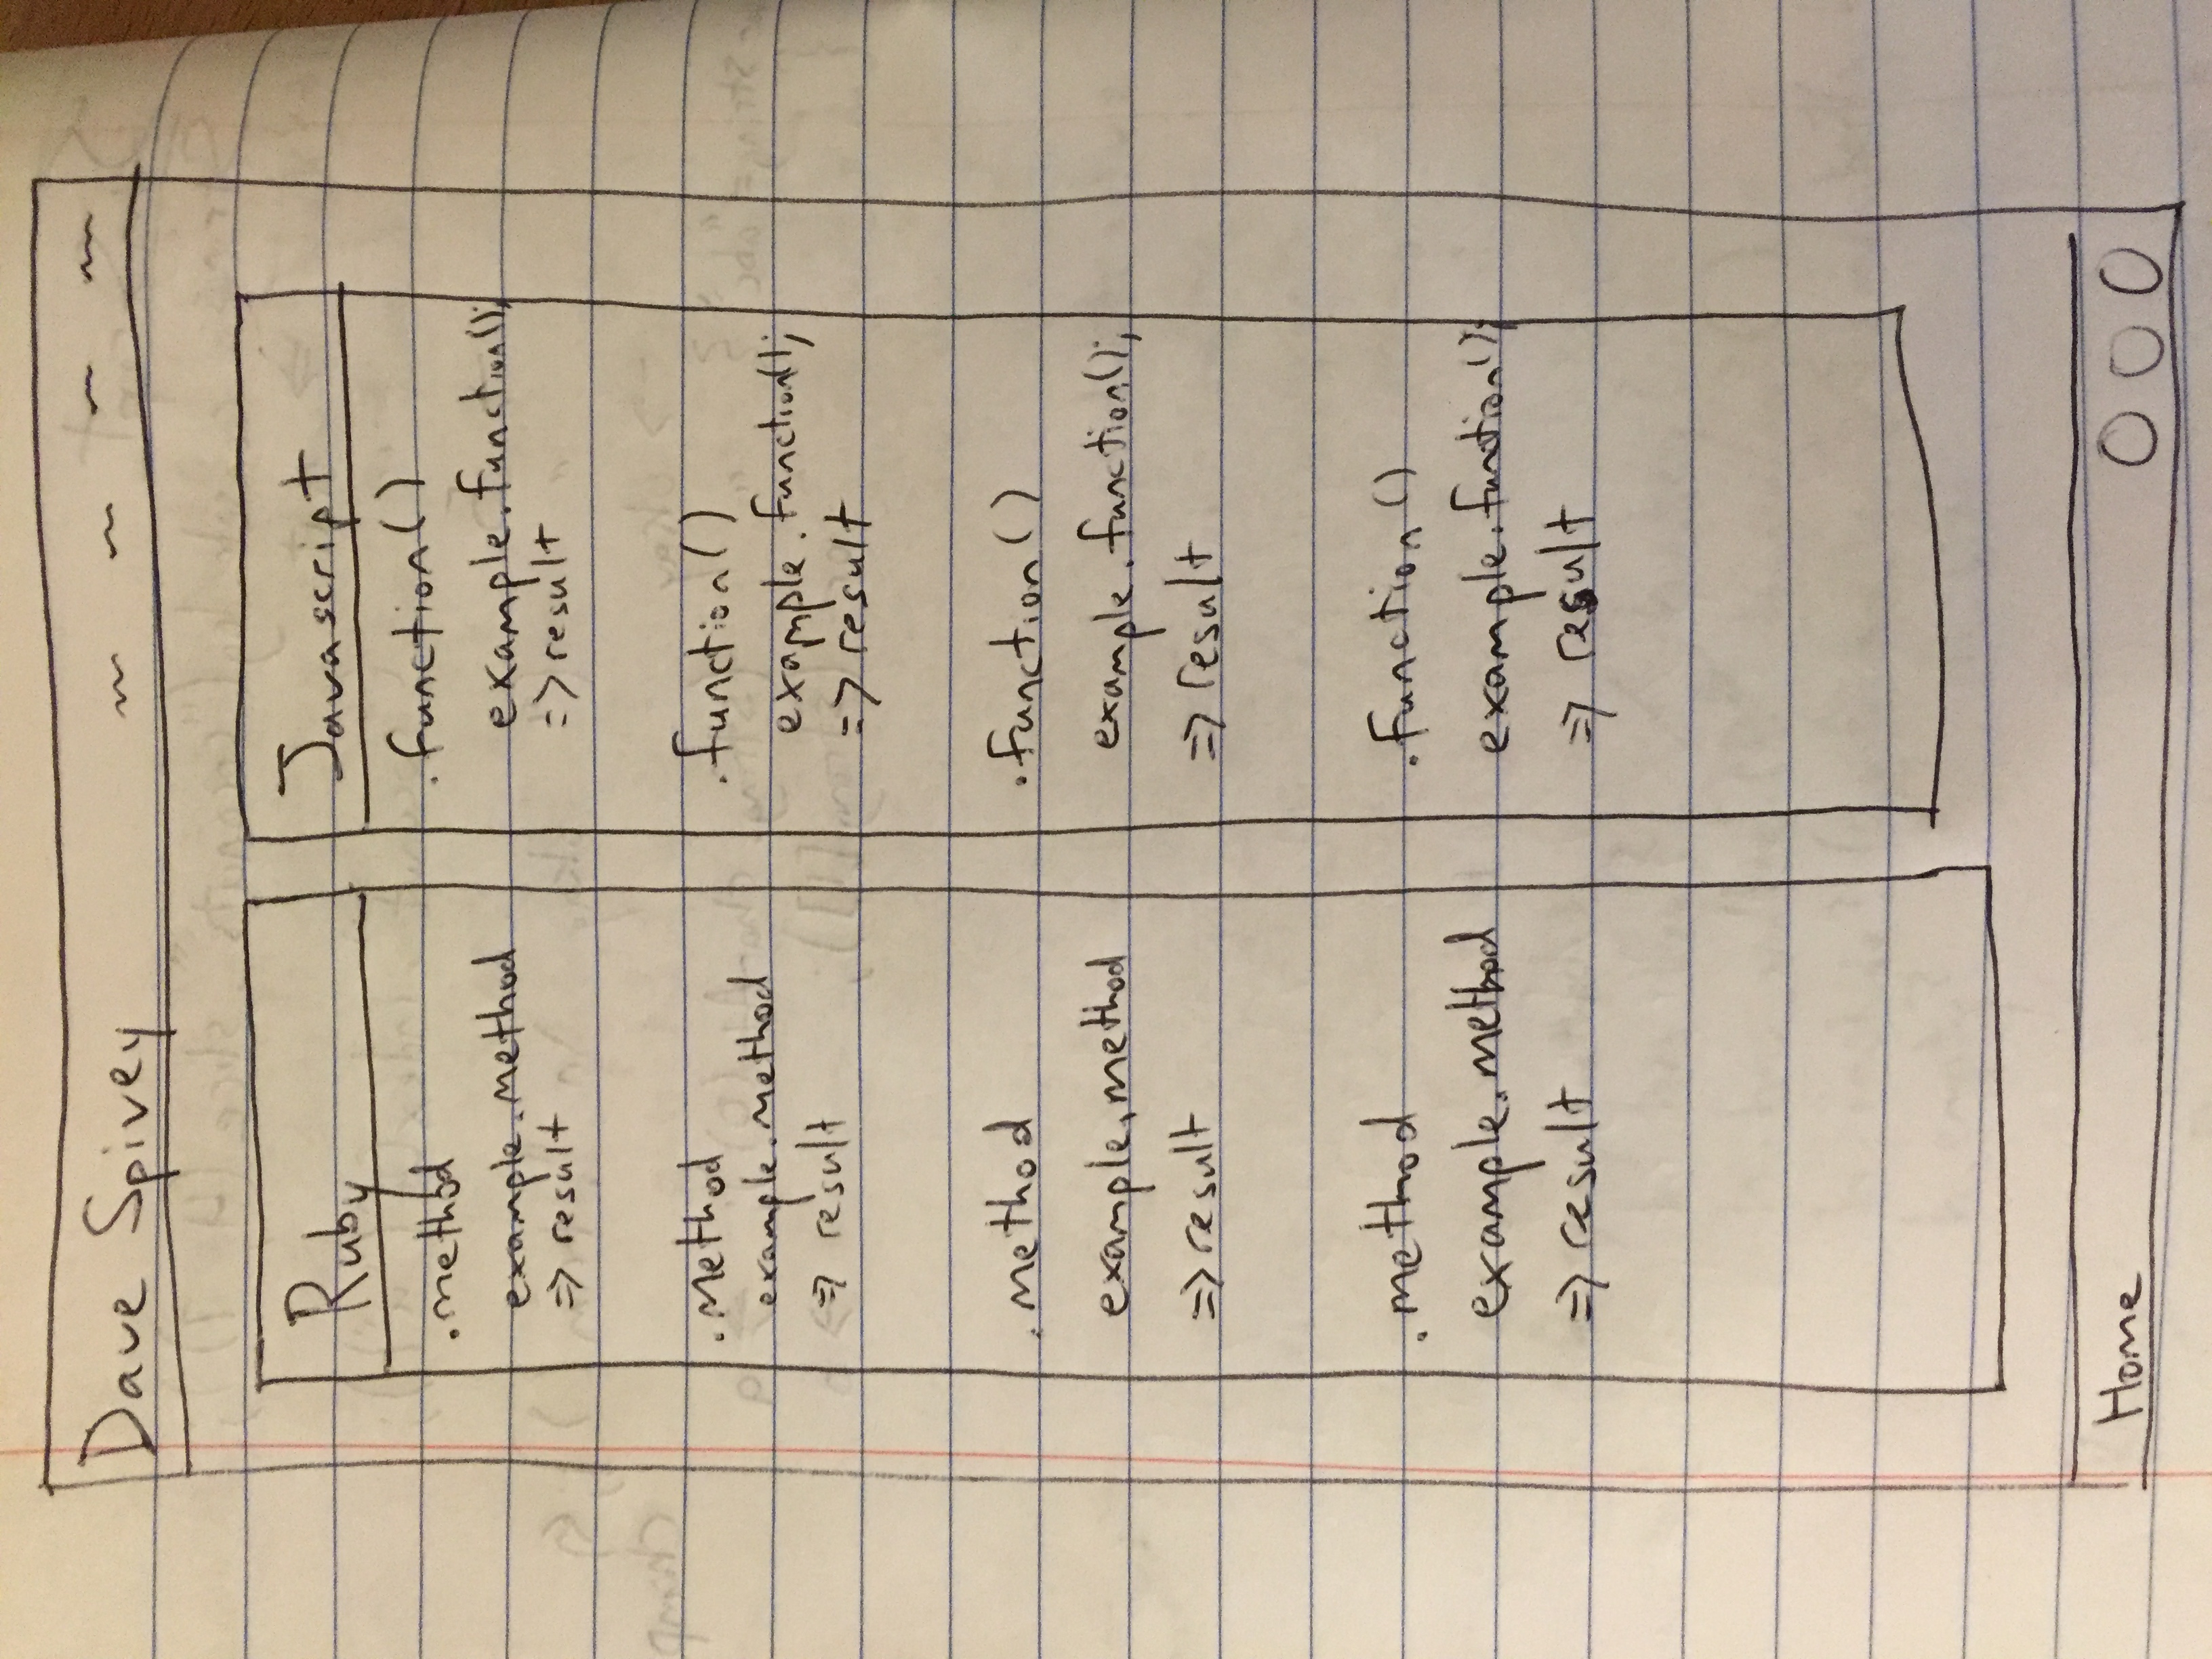 Dave Spivey
Ruby
.method
example.method
=> result
.method
example.method
=> result
.method
example.method
=> result
.method
example.method
=> result
Javascript
.function()
example.function();
=> result
.function()
example.function();
=> result
.function()
example.function();
=> result
.function()
example.function();
=> result
Home